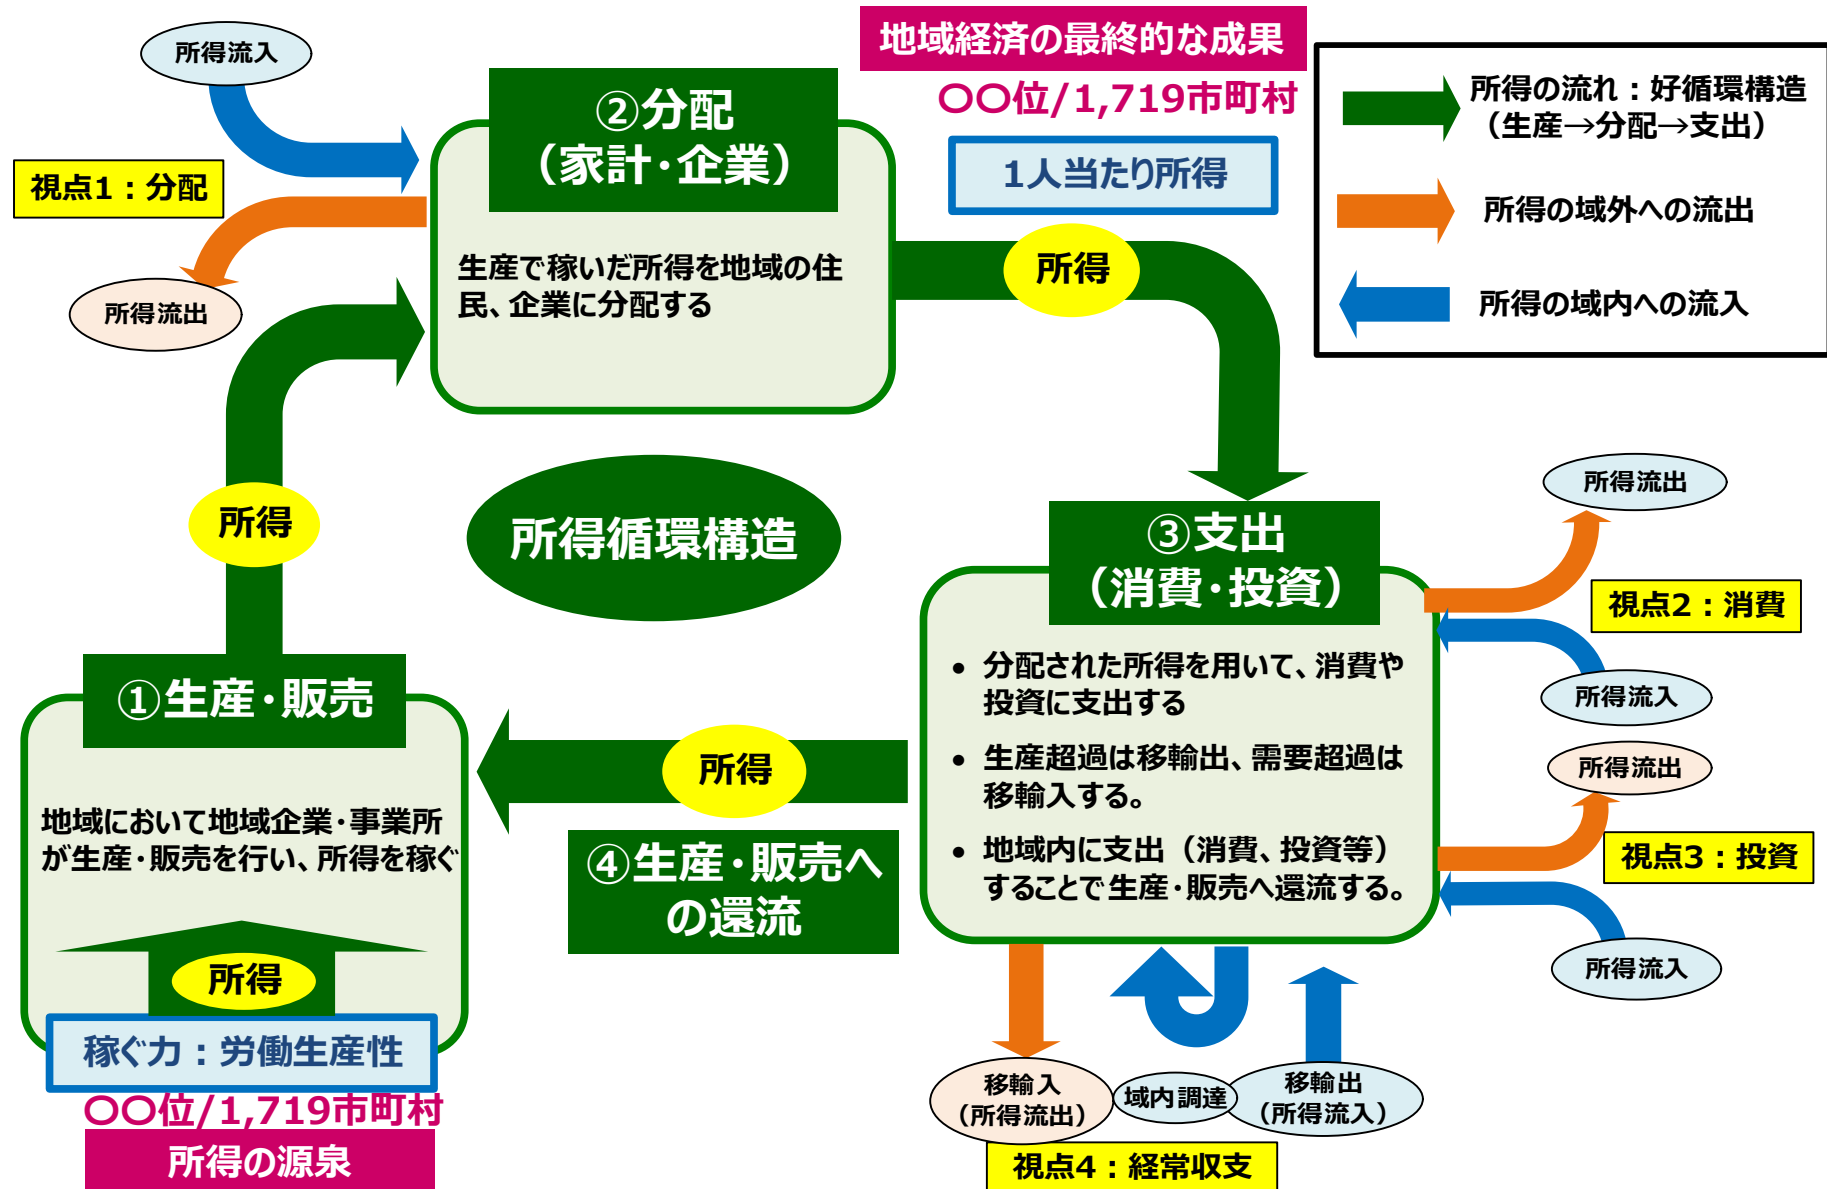 地域経済の最終的な成果
〇〇位/1,719市町村
1人当たり所得
所得の流れ:好循環構造
(生産→分配→支出)
所得の域外への流出
所得の域内への流入
所得流入
視点1:分配
所得流出
②分配
(家計・企業)
生産で稼いだ所得を地域の住
民、企業に分配する
所得
所得
所得循環構造
③支出
(消費・投資)
• 分配された所得を用いて、消費や
投資に支出する
• 生産超過は移輸出、需要超過は
移輸入する。
• 地域内に支出(消費、投資等)
することで生産・販売へ還流する。
所得流出
視点2:消費
所得流入
所得流出
視点3:投資
所得流入
①生産・販売
地域において地域企業・事業所
が生産・販売を行い、所得を稼ぐ
所得
稼ぐ力:労働生産性
〇〇位/1,719市町村
所得の源泉
所得
④生産・販売へ
の還流
移輸入
(所得流出)
域内調達
移輸出
(所得流入)
視点4:経常収支